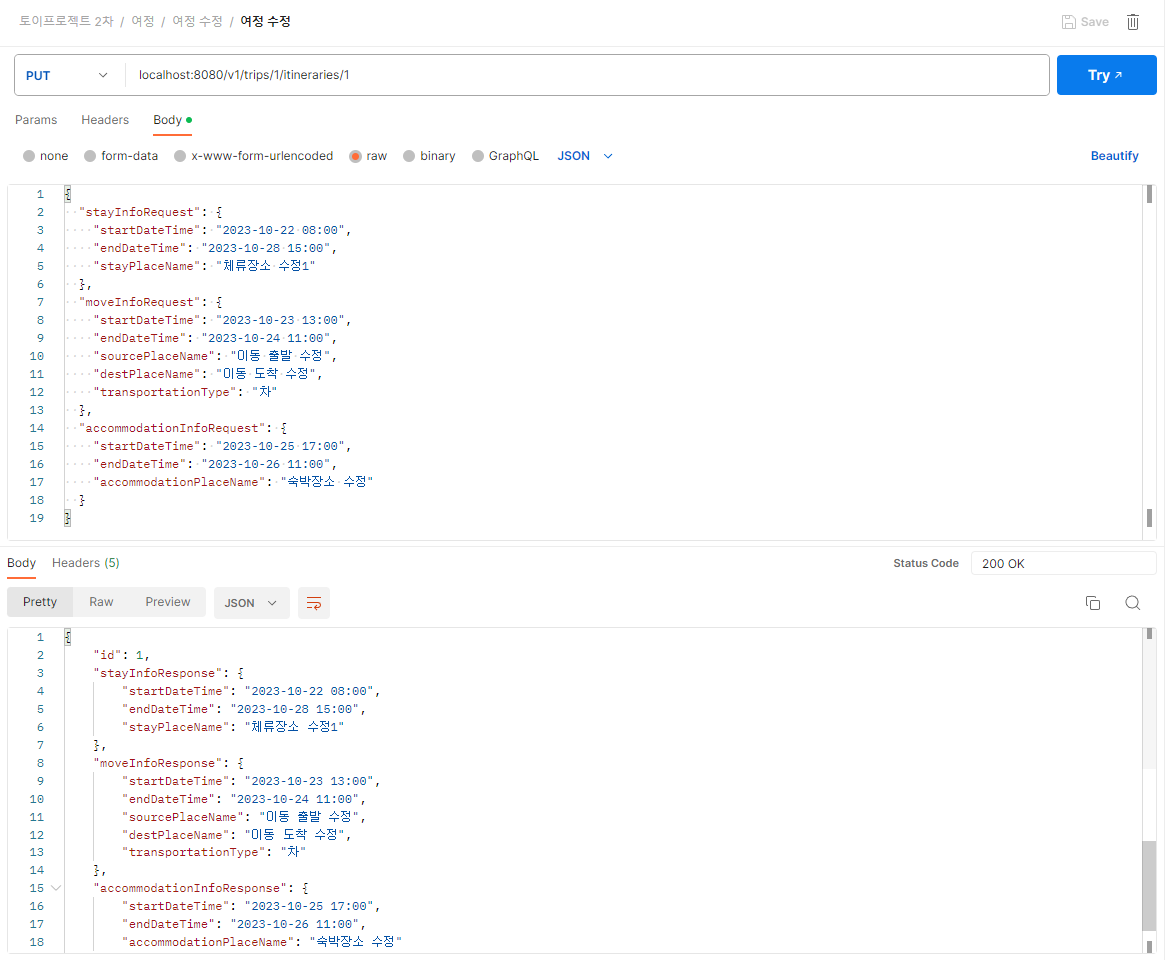 토이프로젝트 2차 / 여정 / 여정 수정 / 여정 수정 Save
PUT localhost:8080/v1/trips/1/itineraries/1 Try ↗
Params Headers Body
none form-data x-www-form-urlencoded raw binary GraphQL JSON Beautify
1 {
2 "stayInfoRequest": {
3 "startDateTime": "2023-10-22 08:00",
4 "endDateTime": "2023-10-28 15:00",
5 "stayPlaceName": "체류장소 수정1"
6 },
7 "moveInfoRequest": {
8 "startDateTime": "2023-10-23 13:00",
9 "endDateTime": "2023-10-24 11:00",
10 "sourcePlaceName": "이동 출발 수정",
11 "destPlaceName": "이동 도착 수정",
12 "transportationType": "차"
13 },
14 "accommodationInfoRequest": {
15 "startDateTime": "2023-10-25 17:00",
16 "endDateTime": "2023-10-26 11:00",
17 "accommodationPlaceName": "숙박장소 수정"
18 }
19 }
Body Headers (5) Status Code 200 OK
Pretty Raw Preview JSON
1 {
2 "id": 1,
3 "stayInfoResponse": {
4 "startDateTime": "2023-10-22 08:00",
5 "endDateTime": "2023-10-28 15:00",
6 "stayPlaceName": "체류장소 수정1"
7 },
8 "moveInfoResponse": {
9 "startDateTime": "2023-10-23 13:00",
10 "endDateTime": "2023-10-24 11:00",
11 "sourcePlaceName": "이동 출발 수정",
12 "destPlaceName": "이동 도착 수정",
13 "transportationType": "차"
14 },
15 "accommodationInfoResponse": {
16 "startDateTime": "2023-10-25 17:00",
17 "endDateTime": "2023-10-26 11:00",
18 "accommodationPlaceName": "숙박장소 수정"